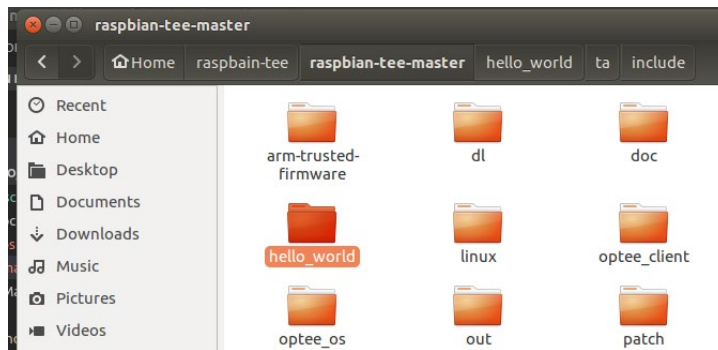 raspbian-tee-master
Home raspbain-tee raspbian-tee-master hello_world ta include
Recent
Home
Desktop
Documents
Downloads
Music
Pictures
Videos
arm-trusted-
firmware
dl
doc
hello_world
linux
optee_client
optee_os
out
patch